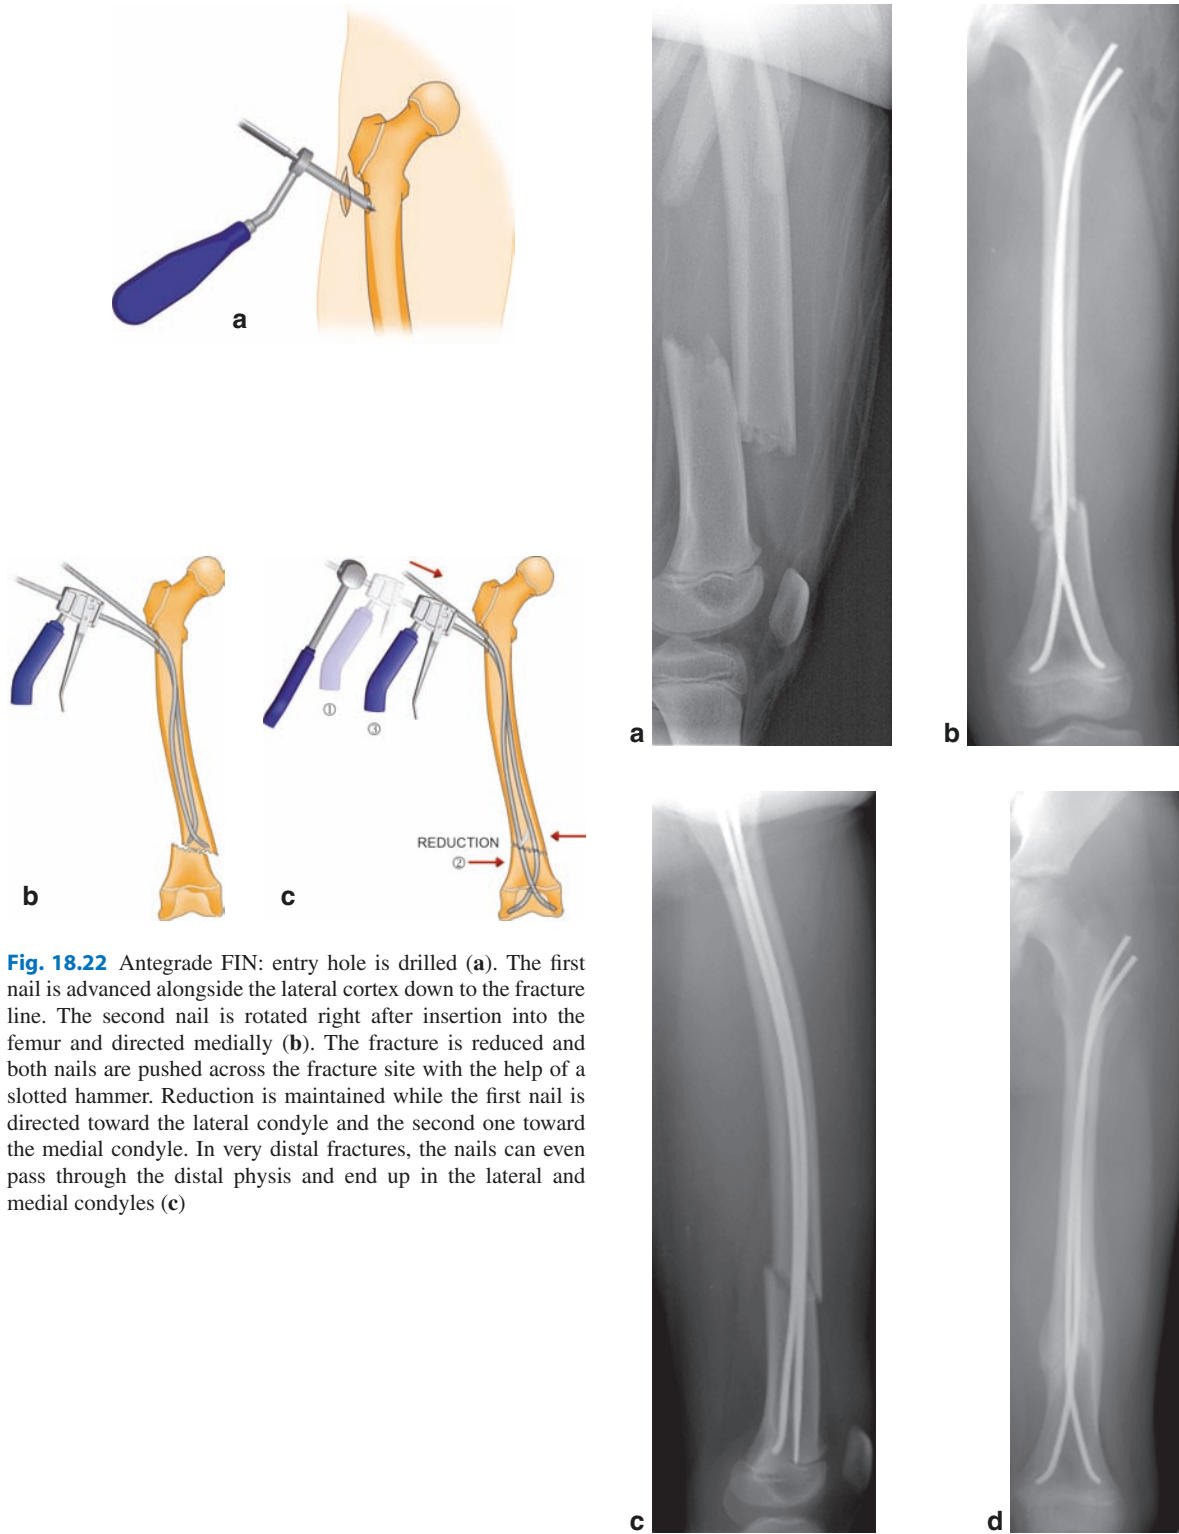 a
b
c
REDUCTION
①
③
②
Fig. 18.22 Antegrade FIN: entry hole is drilled (a). The first
nail is advanced alongside the lateral cortex down to the fracture
line. The second nail is rotated right after insertion into the
femur and directed medially (b). The fracture is reduced and
both nails are pushed across the fracture site with the help of a
slotted hammer. Reduction is maintained while the first nail is
directed toward the lateral condyle and the second one toward
the medial condyle. In very distal fractures, the nails can even
pass through the distal physis and end up in the lateral and
medial condyles (c)
a
b
c
d